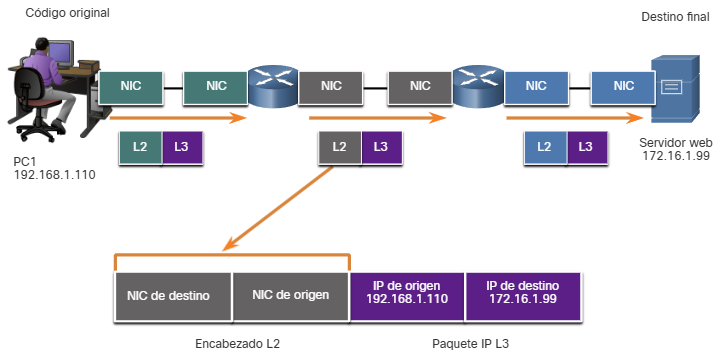 Código original
Destino final
NIC
NIC
NIC
NIC
NIC
NIC
L2 L3
L2 L3
L2 L3
PC1
192.168.1.110
Servidor web
172.16.1.99
NIC de destino
NIC de origen
IP de origen
192.168.1.110
IP de destino
172.16.1.99
Encabezado L2
Paquete IP L3